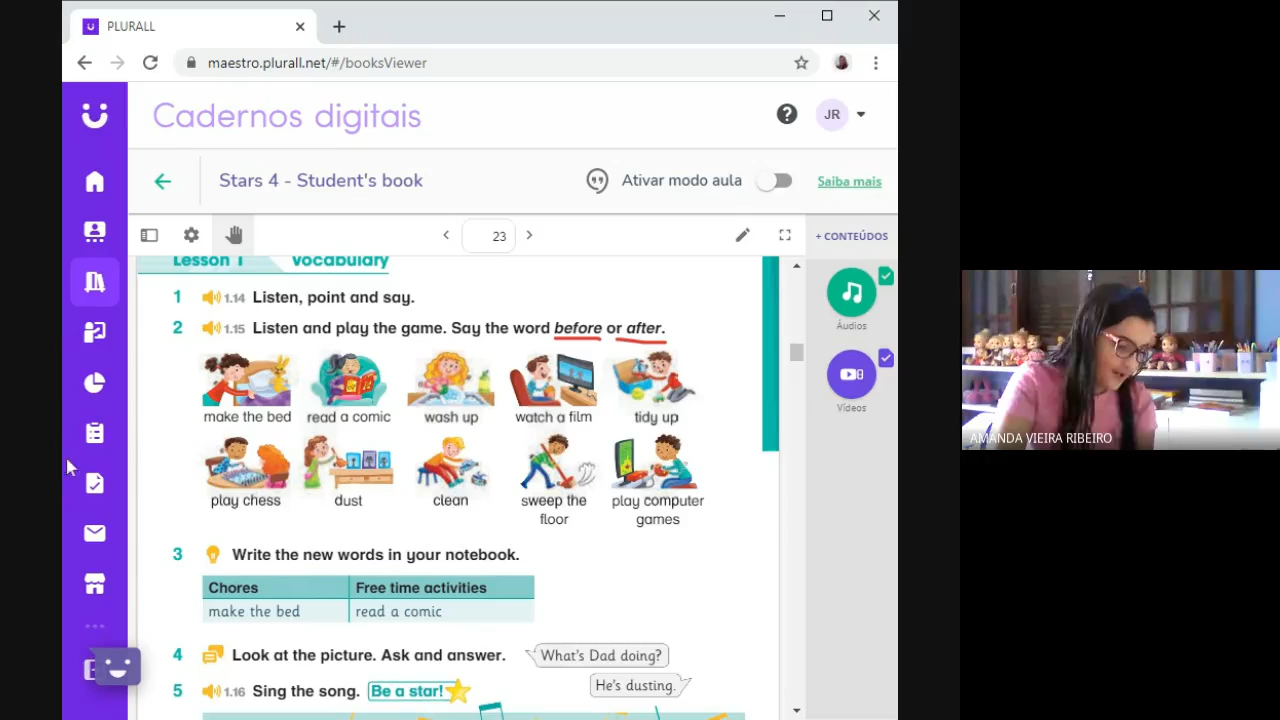 PLURALL
maestro.plurall.net/#/booksViewer
Cadernos digitais
JR
Stars 4 - Student's book
Ativar modo aula
Saiba mais
23
+ CONTEÚDOS
Lesson 1 Vocabulary
1 1.14 Listen, point and say.
2 1.15 Listen and play the game. Say the word before or after.
make the bed read a comic wash up watch a film tidy up
play chess dust clean sweep the floor play computer games
3 Write the new words in your notebook.
Chores Free time activities
make the bed read a comic
4 Look at the picture. Ask and answer.
What's Dad doing?
He's dusting.
5 1.16 Sing the song. Be a star!
Áudios
Vídeos
AMANDA VIEIRA RIBEIRO